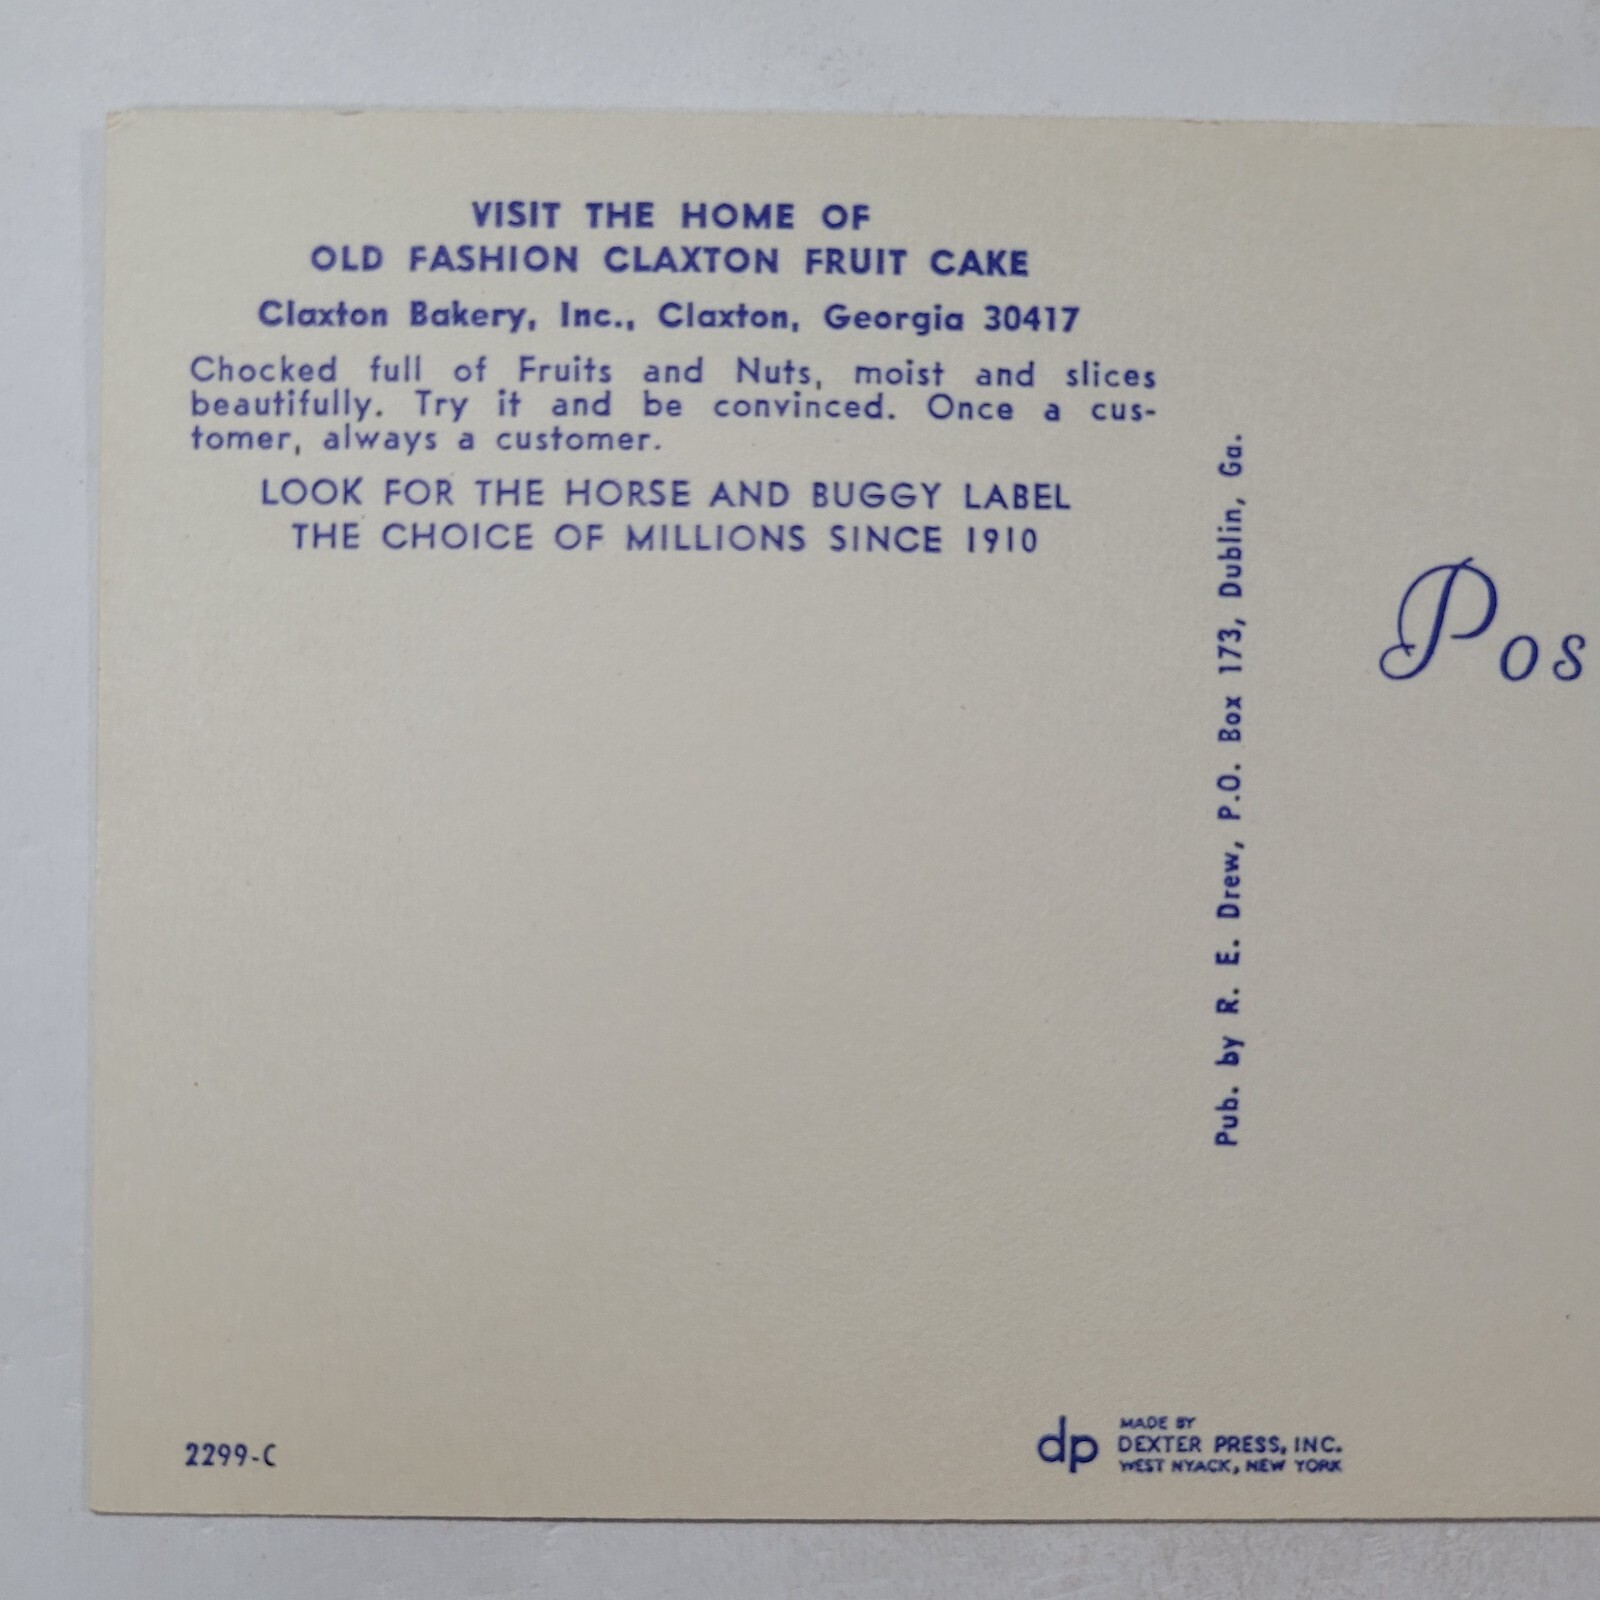 VISIT THE HOME OF
OLD FASHION CLAXTON FRUIT CAKE
Claxton Bakery, Inc., Claxton, Georgia 30417
Chocked full of Fruits and Nuts, moist and slices
beautifully. Try it and be convinced. Once a cus-
tomer, always a customer.
LOOK FOR THE HORSE AND BUGGY LABEL
THE CHOICE OF MILLIONS SINCE 1910
Pub. by R. E. Drew, P.O. Box 173, Dublin, Ga.
Pos
2299-C
dp
MADE BY
DEXTER PRESS, INC.
WEST NYACK, NEW YORK